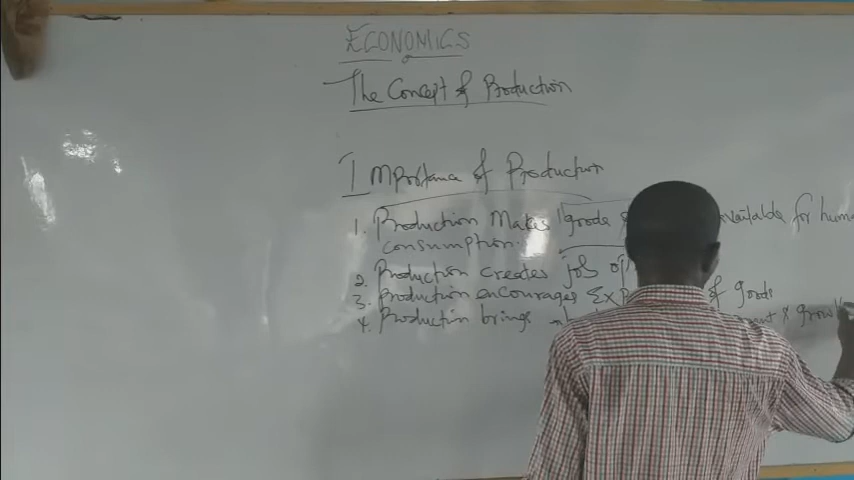 ECONOMICS
The Concept of Production
Importance of Production
1. Production Makes goods available for human
consumption.
2. Production creates job
3. Production encourages of goods
4. Production brings & growth